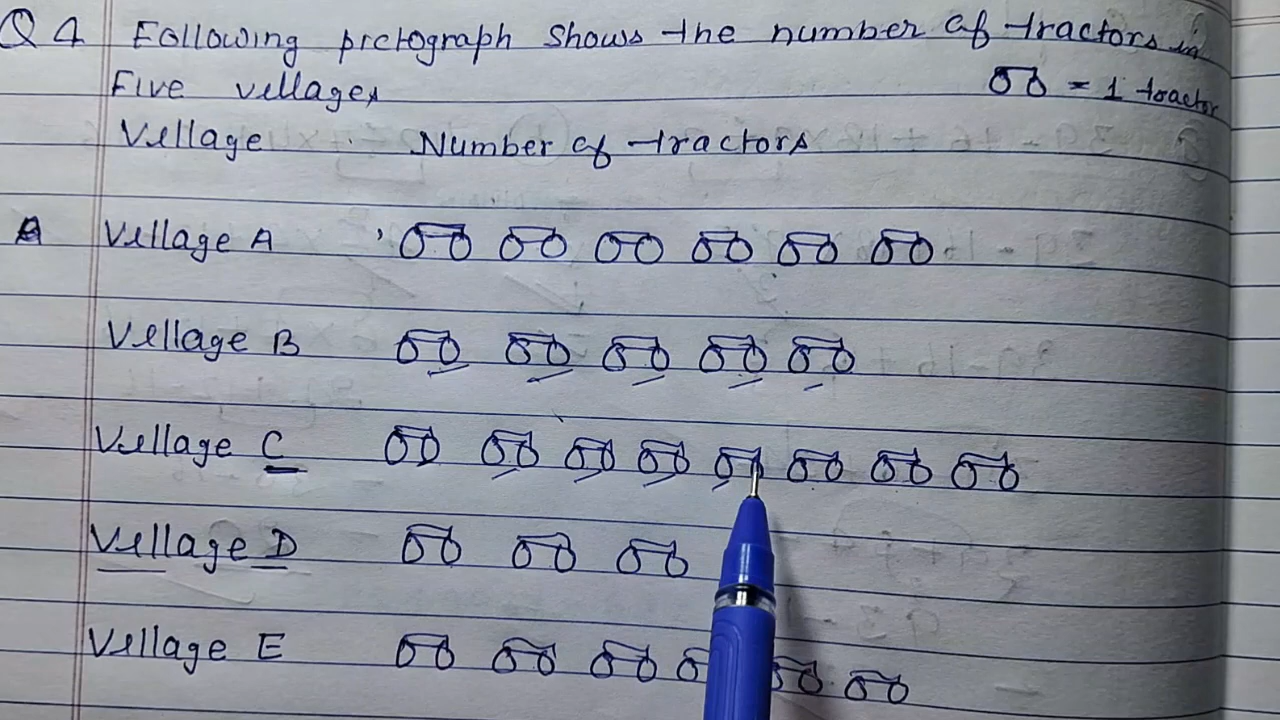 Q 4 Following pictograph shows the number of tractors in
Five villages = 1 tractor
Village Number of tractors
A Village A
Village B
Village C
Village D
Village E